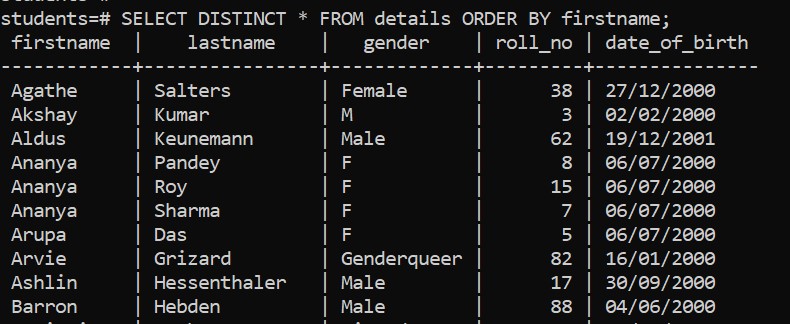 students=# SELECT DISTINCT * FROM details ORDER BY firstname;
 firstname  |    lastname    |   gender    | roll_no | date_of_birth
------------+----------------+-------------+---------+---------------
 Agathe     | Salters        | Female      |      38 | 27/12/2000
 Akshay     | Kumar          | M           |       3 | 02/02/2000
 Aldus      | Keunemann      | Male        |      62 | 19/12/2001
 Ananya     | Pandey         | F           |       8 | 06/07/2000
 Ananya     | Roy            | F           |      15 | 06/07/2000
 Ananya     | Sharma         | F           |       7 | 06/07/2000
 Arupa      | Das            | F           |       5 | 06/07/2000
 Arvie      | Grizard        | Genderqueer |      82 | 16/01/2000
 Ashlin     | Hessenthaler   | Male        |      17 | 30/09/2000
 Barron     | Hebden         | Male        |      88 | 04/06/2000